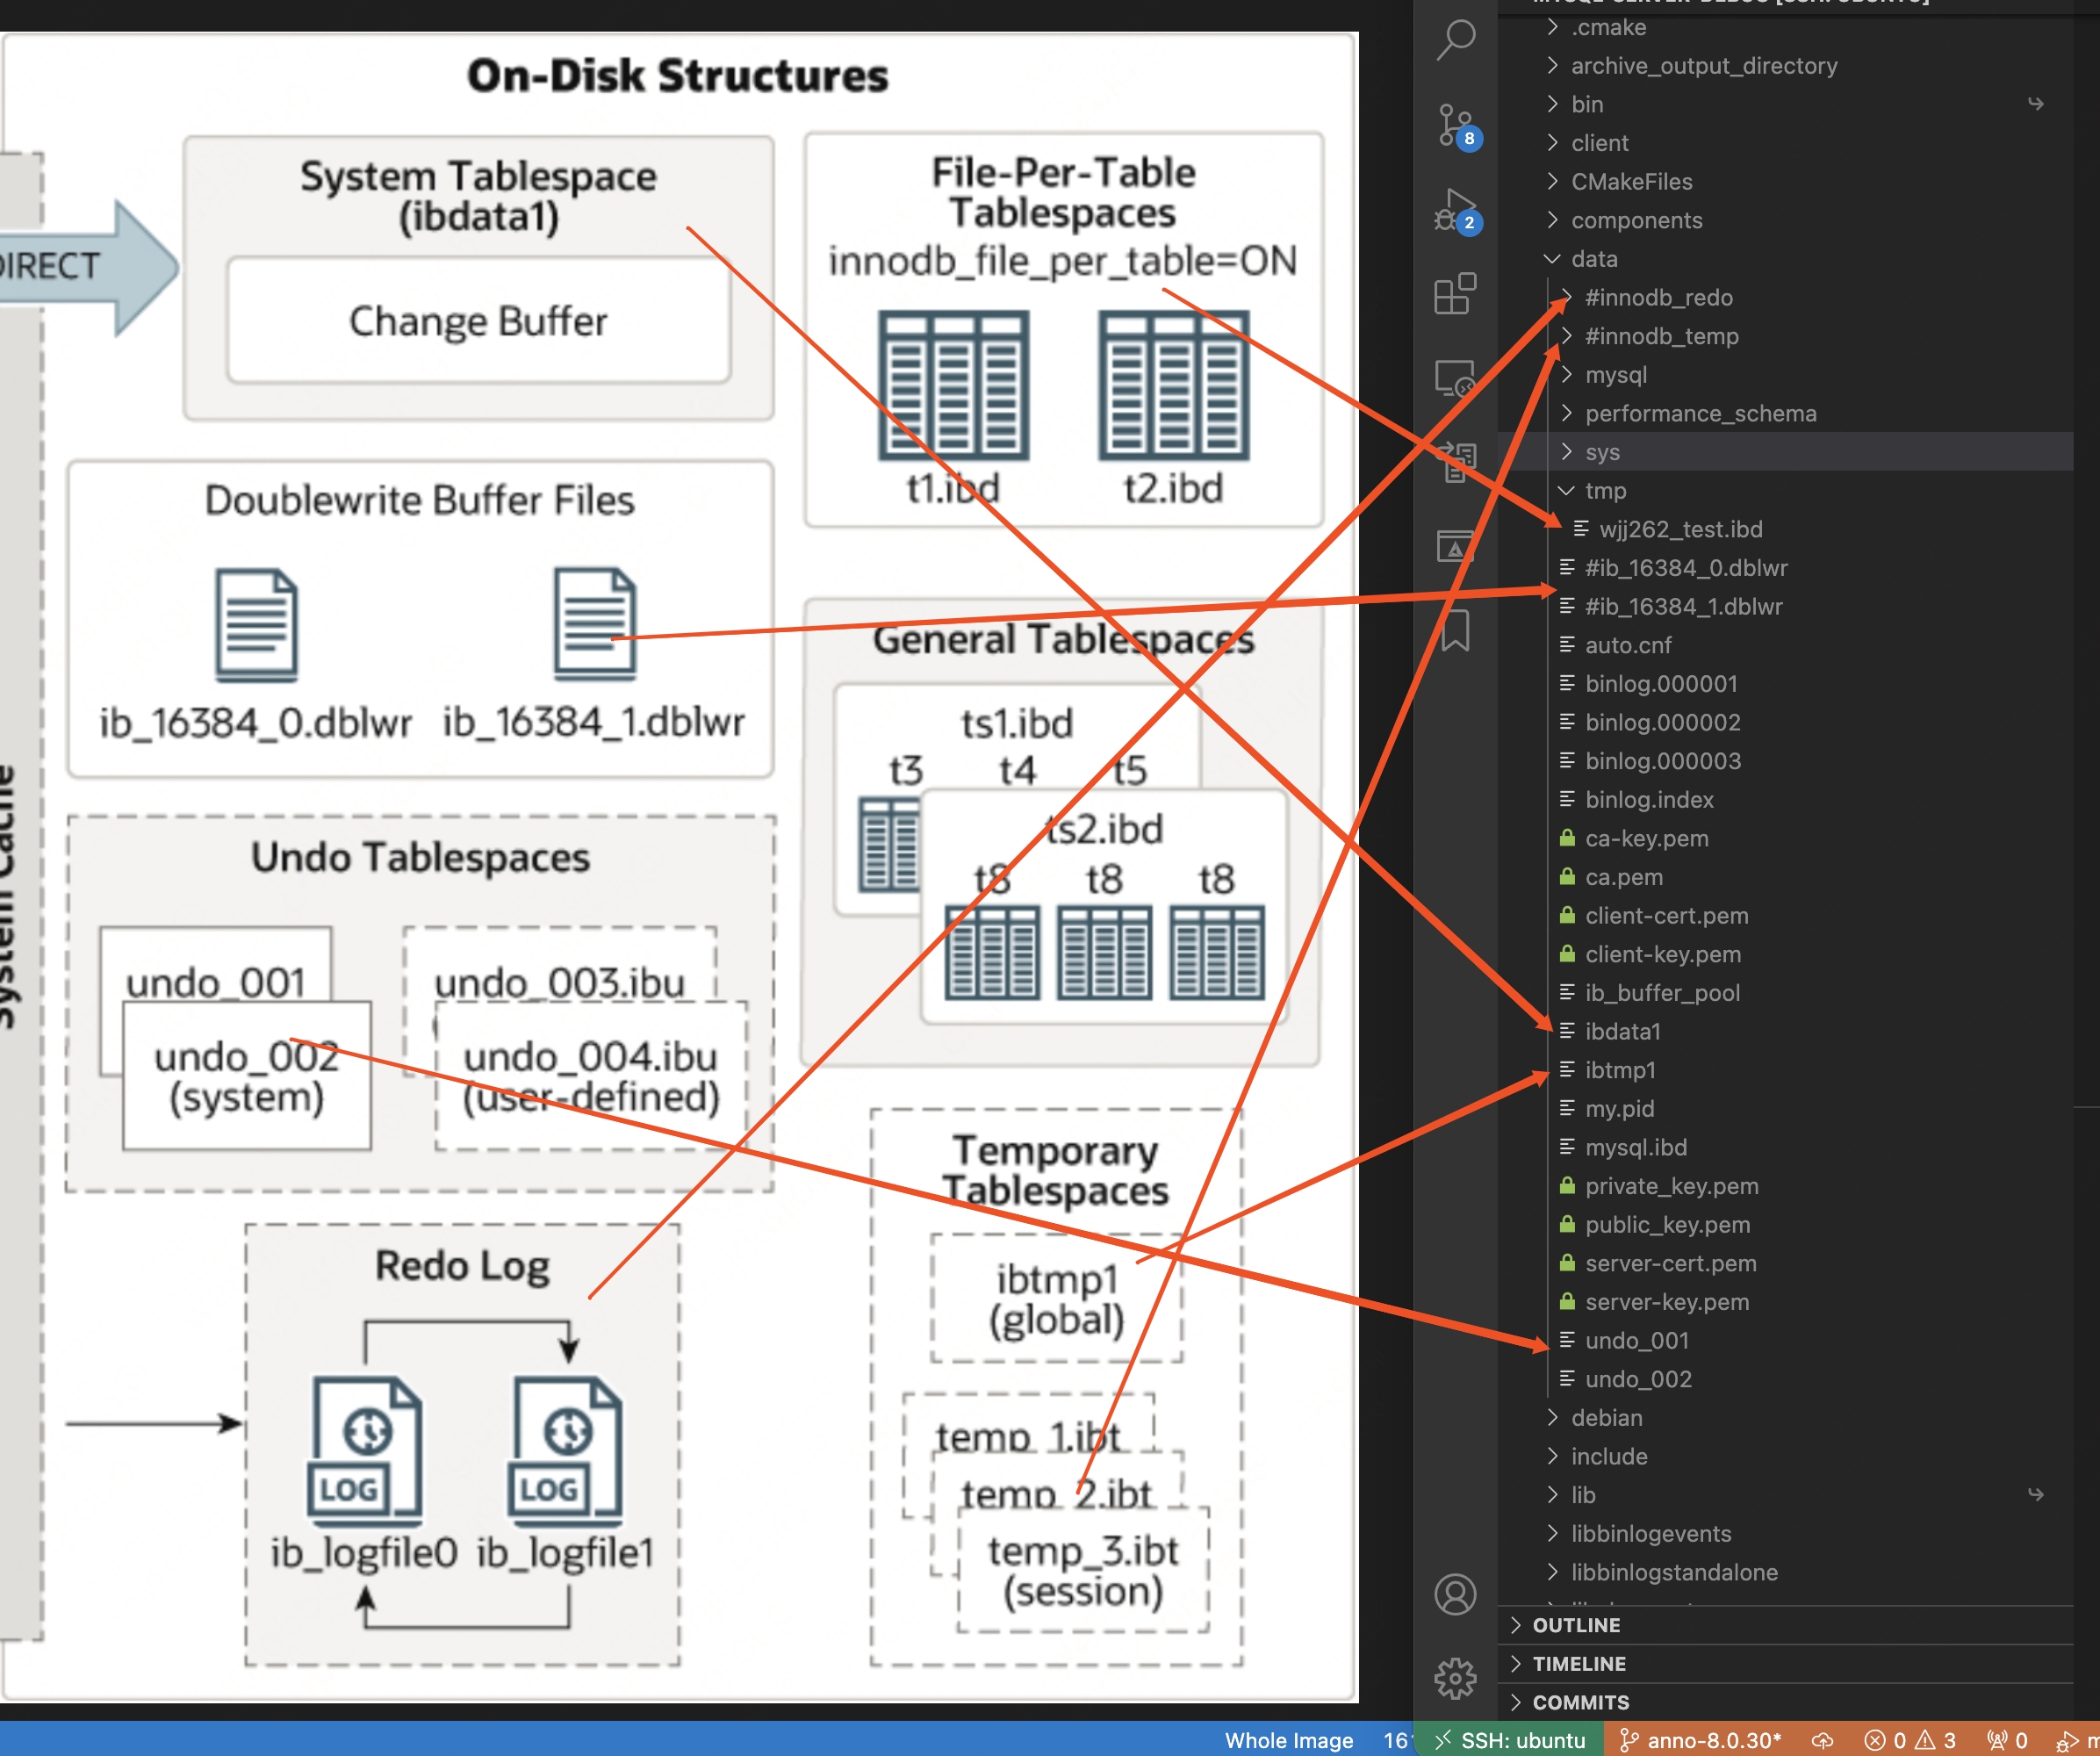 On-Disk Structures
DIRECT
System Cache
System Tablespace
(ibdata1)
Change Buffer
File-Per-Table
Tablespaces
innodb_file_per_table=ON
t1.ibd
t2.ibd
Doublewrite Buffer Files
ib_16384_0.dblwr
ib_16384_1.dblwr
General Tablespaces
ts1.ibd
t3
t4
t5
ts2.ibd
t8
t8
t8
Undo Tablespaces
undo_001
undo_002
(system)
undo_003.ibu
undo_004.ibu
(user-defined)
Redo Log
LOG
LOG
ib_logfile0
ib_logfile1
Temporary
Tablespaces
ibtmp1
(global)
temp_1.ibt
temp_2.ibt
temp_3.ibt
(session)
Whole Image
16
8
2
MYSQL-SERVER-DEBUG [SSH: UBUNTU]
.cmake
archive_output_directory
bin
client
CMakeFiles
components
data
#innodb_redo
#innodb_temp
mysql
performance_schema
sys
tmp
wjj262_test.ibd
#ib_16384_0.dblwr
#ib_16384_1.dblwr
auto.cnf
binlog.000001
binlog.000002
binlog.000003
binlog.index
ca-key.pem
ca.pem
client-cert.pem
client-key.pem
ib_buffer_pool
ibdata1
ibtmp1
my.pid
mysql.ibd
private_key.pem
public_key.pem
server-cert.pem
server-key.pem
undo_001
undo_002
debian
include
lib
libbinlogevents
libbinlogstandalone
OUTLINE
TIMELINE
COMMITS
SSH: ubuntu
anno-8.0.30*
0
3
0